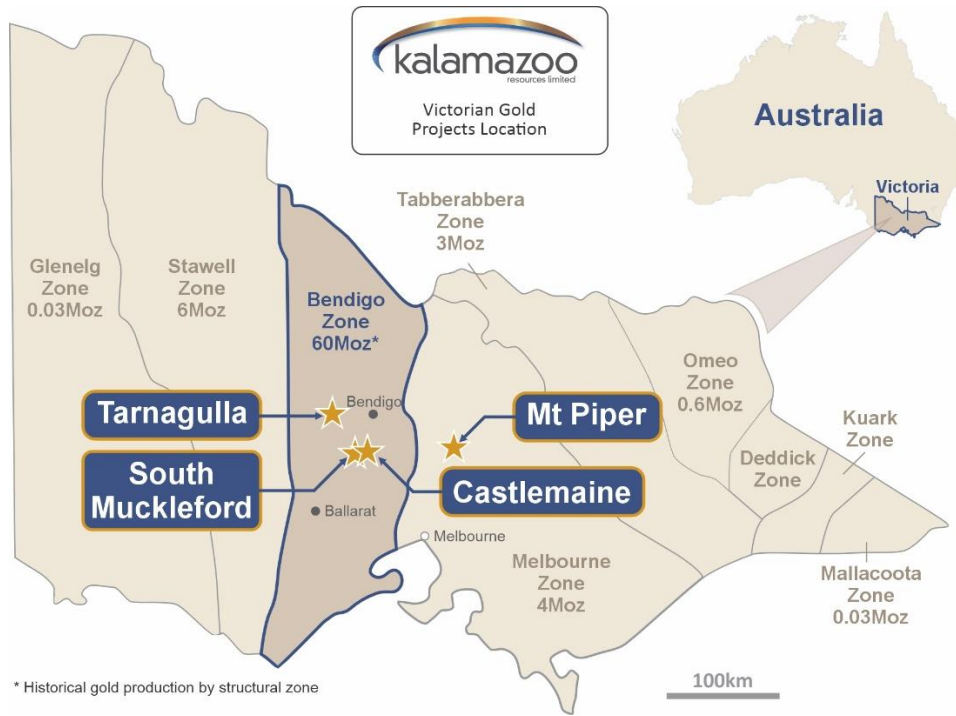 kalamazoo
resources limited
Victorian Gold
Projects Location
Australia
Victoria
Tabberabbera
Zone
3Moz
Glenelg
Zone
0.03Moz
Stawell
Zone
6Moz
Bendigo
Zone
60Moz*
Omeo
Zone
0.6Moz
Kuark
Zone
Deddick
Zone
Tarnagulla
Bendigo
Mt Piper
South
Muckleford
Castlemaine
Ballarat
Melbourne
Melbourne
Zone
4Moz
Mallacoota
Zone
0.03Moz
* Historical gold production by structural zone
100km